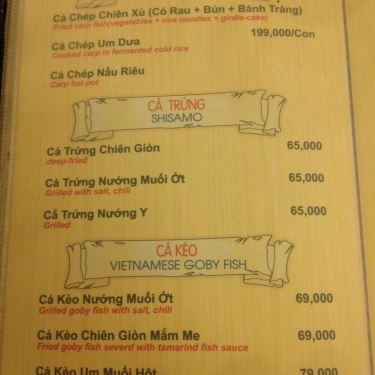 Cá Chép Chiên Xù (Có Rau + Bún + Bánh Tráng)
Fried carp fish(vegetables + rice noodles + girdle-cake)
199,000/Con
Cá Chép Um Dưa
Cooked carp in fermented cold rice
Cá Chép Nấu Riêu
Carp hot pot
CÁ TRỨNG
SHISAMO
Cá Trứng Chiên Giòn 65,000
deep-fried
Cá Trứng Nướng Muối Ớt 65,000
Grilled with salt, chili
Cá Trứng Nướng Y 65,000
Grilled
CÁ KÈO
VIETNAMESE GOBY FISH
Cá Kèo Nướng Muối Ớt 69,000
Grilled goby fish with salt, chili
Cá Kèo Chiên Giòn Mắm Me 69,000
Fried goby fish severd with tamarind fish sauce
Cá Kèo Um Muối Hột 79,000